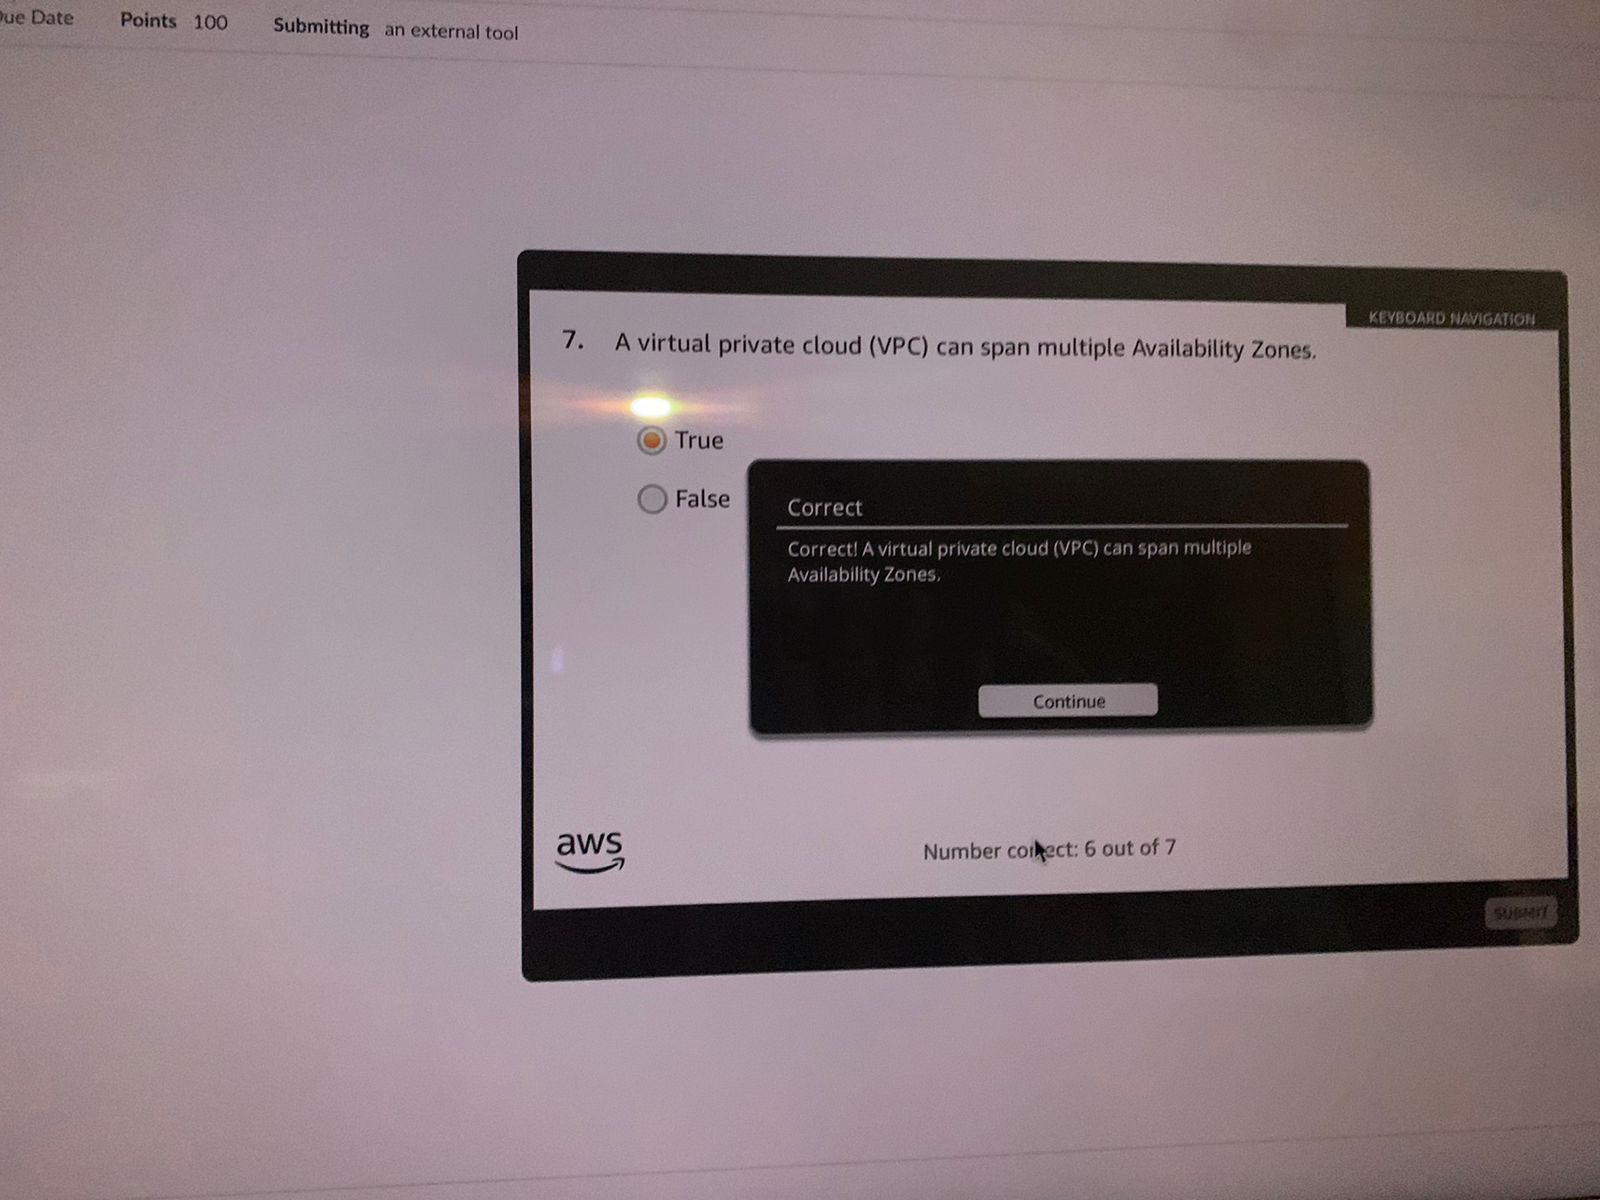 Due Date Points 100 Submitting an external tool
KEYBOARD NAVIGATION
7. A virtual private cloud (VPC) can span multiple Availability Zones.
True
False
Correct
Correct! A virtual private cloud (VPC) can span multiple
Availability Zones.
Continue
aws
Number correct: 6 out of 7
SUBMIT